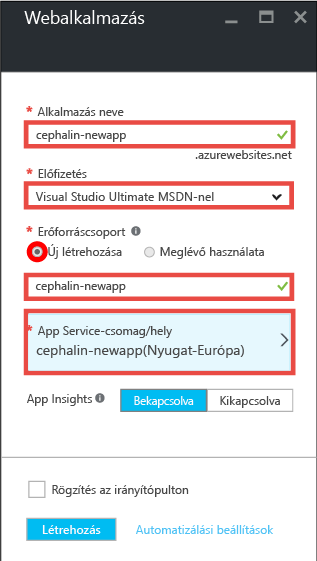 Webalkalmazás
* Alkalmazás neve
cephalin-newapp
.azurewebsites.net
* Előfizetés
Visual Studio Ultimate MSDN-nel
* Erőforráscsoport
Új létrehozása Meglévő használata
cephalin-newapp
* App Service-csomag/hely
cephalin-newapp(Nyugat-Európa)
App Insights Bekapcsolva Kikapcsolva
Rögzítés az irányítópulton
Létrehozás Automatizálási beállítások